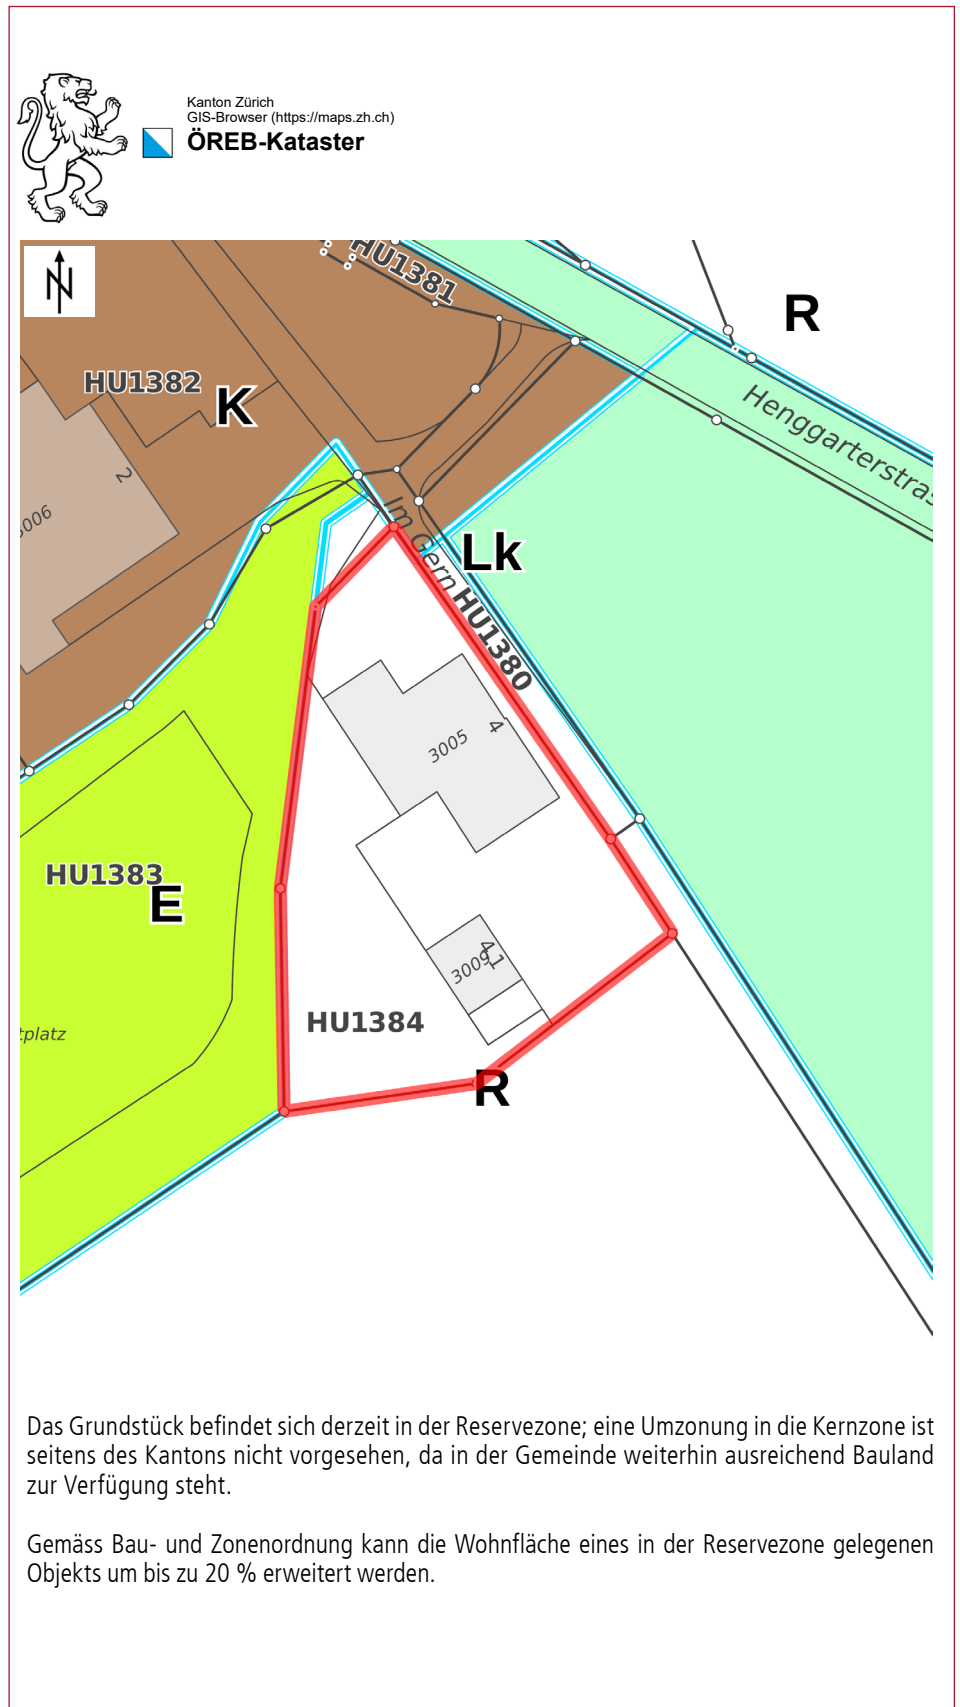 Kanton Zürich
GIS-Browser (https://maps.zh.ch)
ÖREB-Kataster
N
HU1381
R
HU1382
K
Henggarterstras
2
3006
Im Gern
Lk
HU1380
4
3005
HU1383
E
4.1
3009
HU1384
tplatz
R
Das Grundstück befindet sich derzeit in der Reservezone; eine Umzonung in die Kernzone ist
seitens des Kantons nicht vorgesehen, da in der Gemeinde weiterhin ausreichend Bauland
zur Verfügung steht.
Gemäss Bau- und Zonenordnung kann die Wohnfläche eines in der Reservezone gelegenen
Objekts um bis zu 20 % erweitert werden.